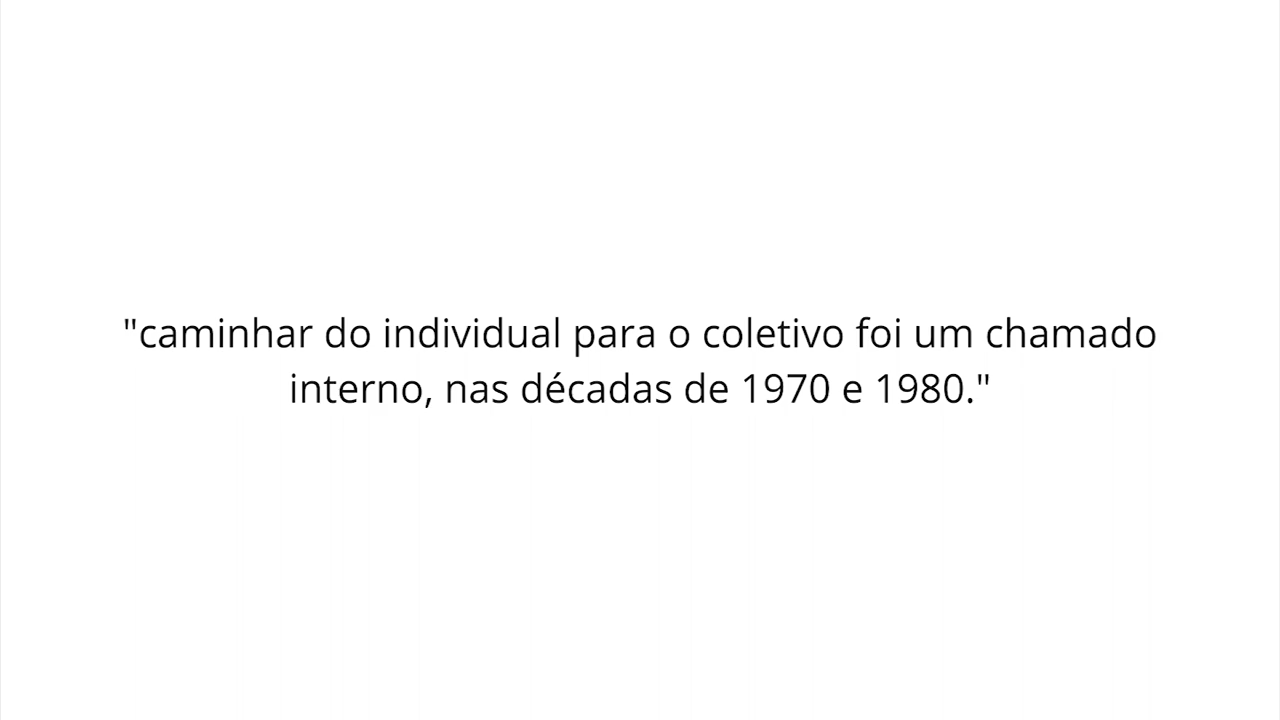 "caminhar do individual para o coletivo foi um chamado
interno, nas décadas de 1970 e 1980."